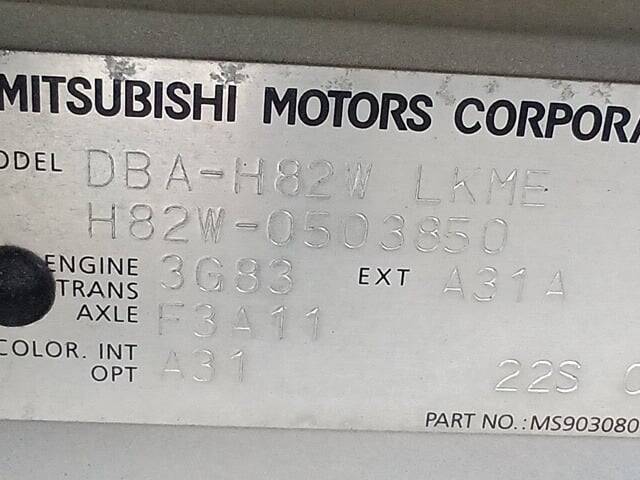 MITSUBISHI MOTORS CORPORA
ODEL DBA-H82W LKME
H82W-0503850
ENGINE 3G83 EXT A31A
TRANS
AXLE F3A11
COLOR. INT A31
OPT 22S
PART NO.:MS903080